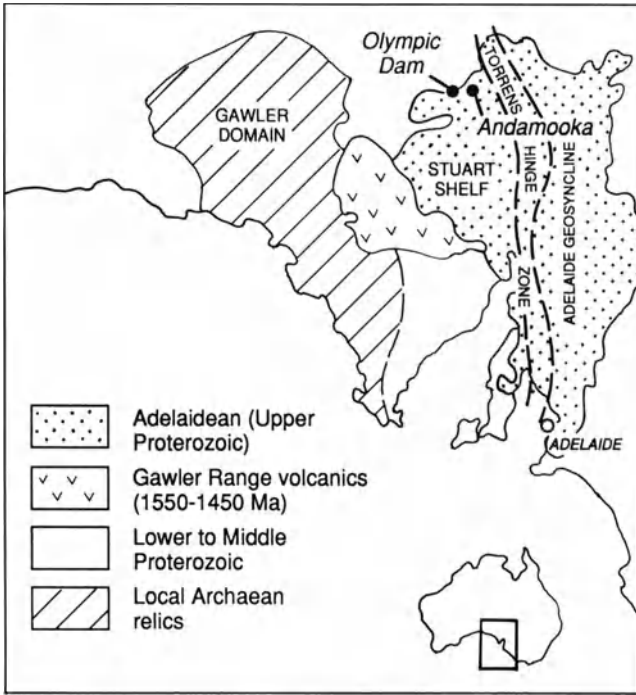 Olympic
Dam
TORRENS
HINGE
ZONE
GAWLER
DOMAIN
Andamooka
STUART
SHELF
ADELAIDE GEOSYNCLINE
ADELAIDE
Adelaidean (Upper
Proterozoic)
Gawler Range volcanics
(1550-1450 Ma)
Lower to Middle
Proterozoic
Local Archaean
relics